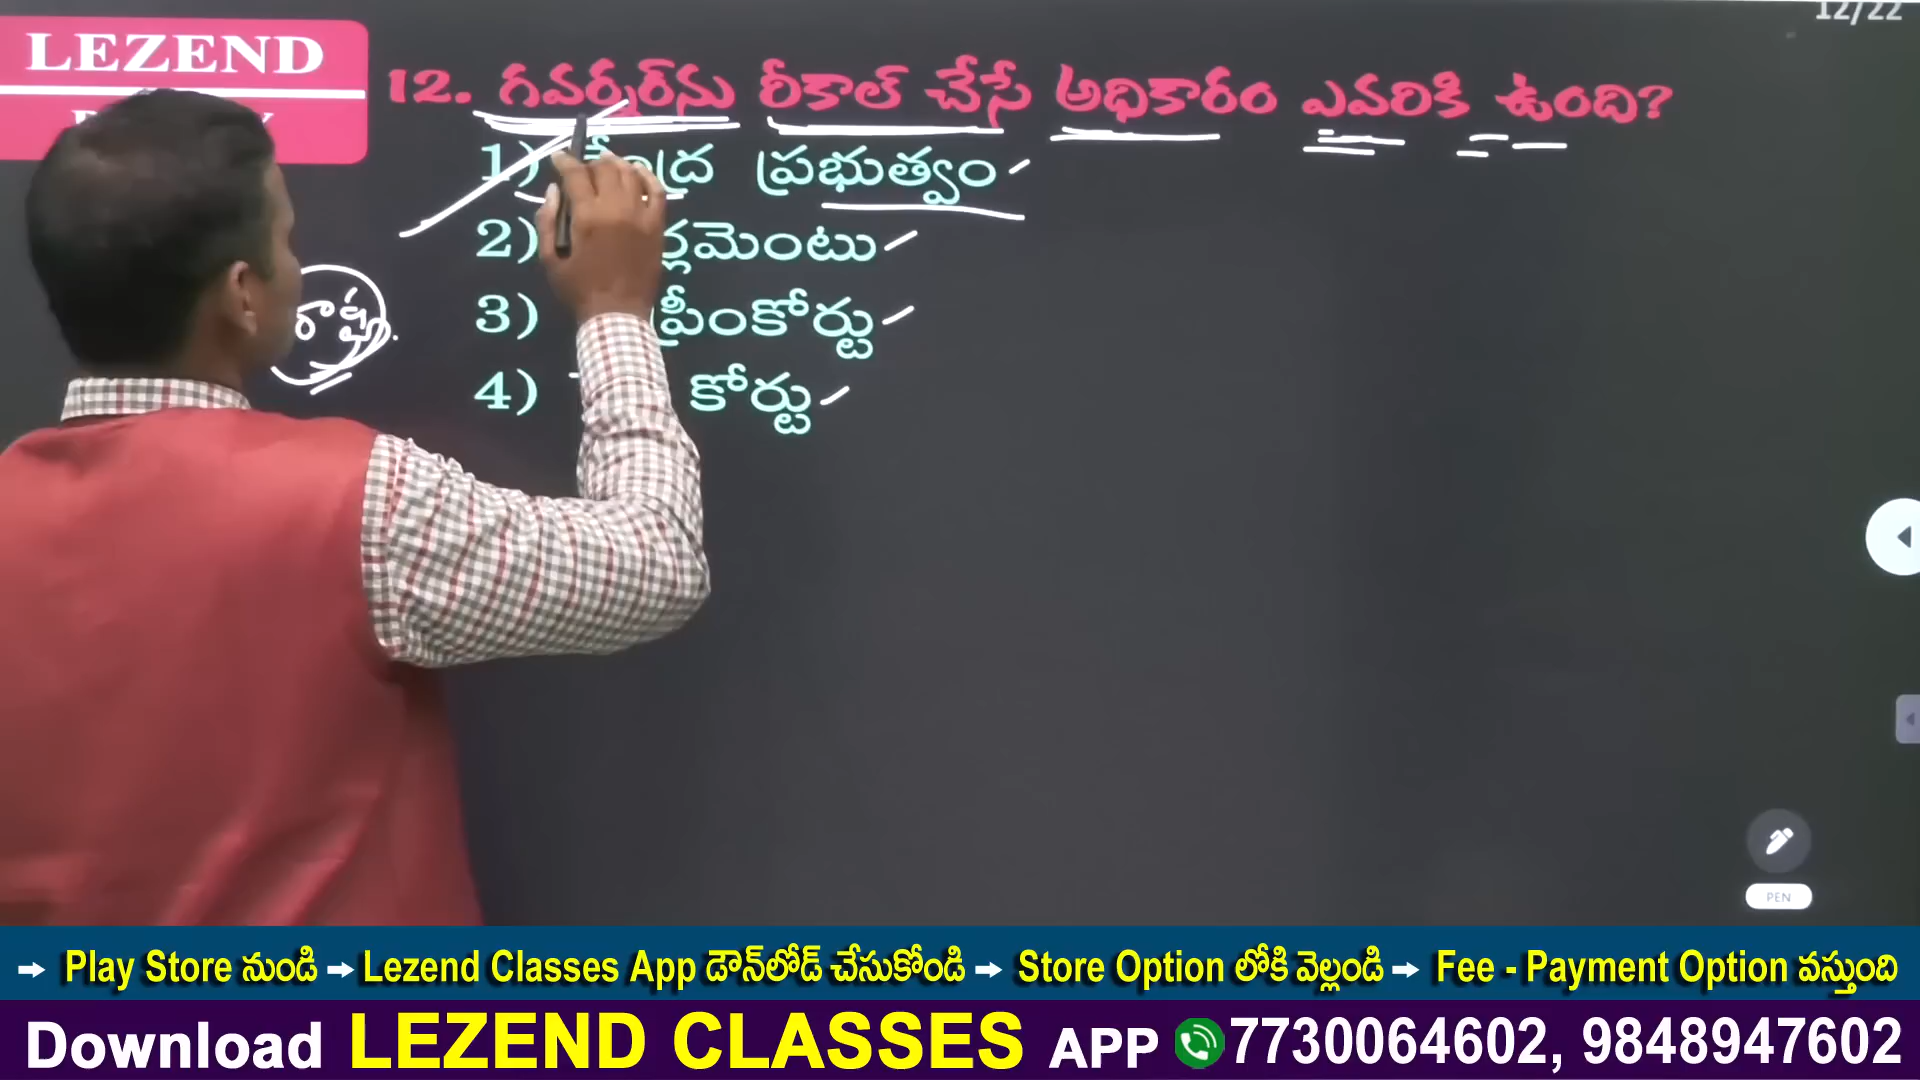 12/22
LEZEND
12. గవర్నర్‌ను రీకాల్ చేసే అధికారం ఎవరికి ఉంది?
1) ప్రభుత్వం
2)
3)
4) కోర్టు
PEN
→ Play Store నుండి → Lezend Classes App డౌన్‌లోడ్ చేసుకోండి → Store Option లోకి వెల్లండి → Fee - Payment Option వస్తుంది
Download LEZEND CLASSES APP 7730064602, 9848947602